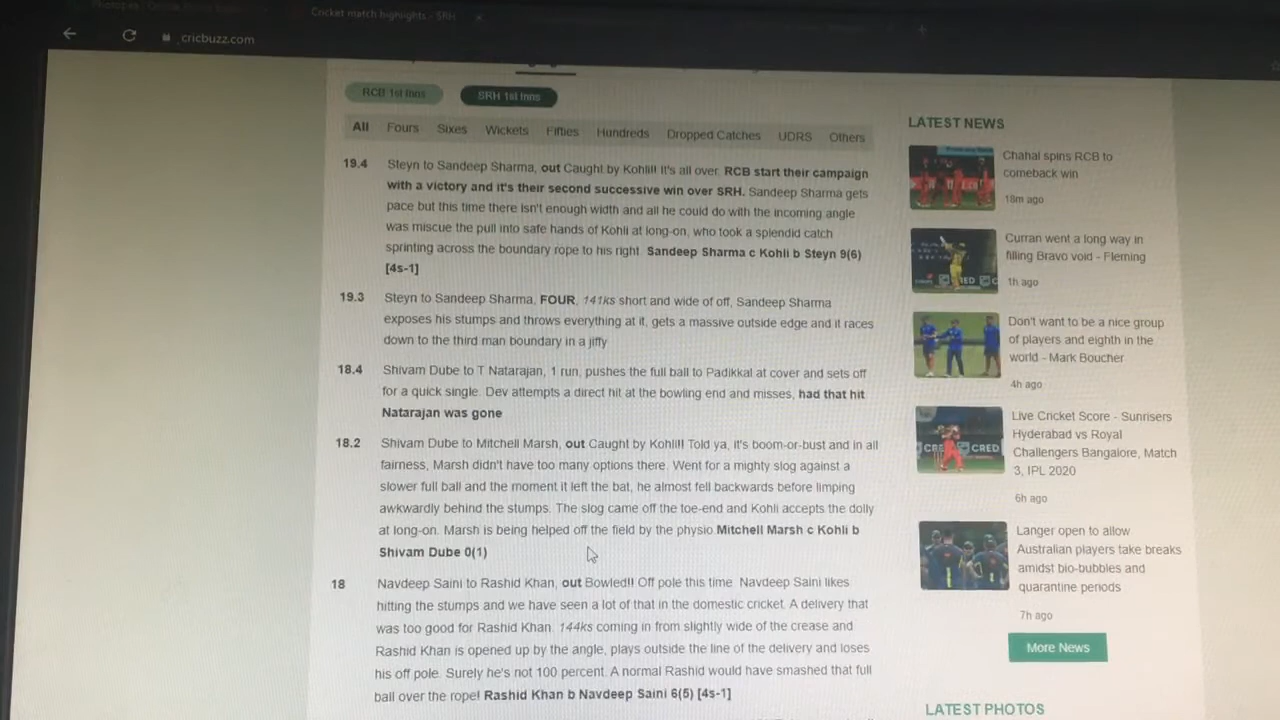 Cricket match highlights - SRH
cricbuzz.com
RCB 1st Inns
SRH 1st Inns
All Fours Sixes Wickets Fifties Hundreds Dropped Catches UDRS Others
19.4 Steyn to Sandeep Sharma, out Caught by Kohli!! It's all over. RCB start their campaign
with a victory and it's their second successive win over SRH. Sandeep Sharma gets
pace but this time there isn't enough width and all he could do with the incoming angle
was miscue the pull into safe hands of Kohli at long-on, who took a splendid catch
sprinting across the boundary rope to his right. Sandeep Sharma c Kohli b Steyn 9(6)
[4s-1]
19.3 Steyn to Sandeep Sharma, FOUR, 141ks short and wide of off, Sandeep Sharma
exposes his stumps and throws everything at it, gets a massive outside edge and it races
down to the third man boundary in a jiffy
18.4 Shivam Dube to T Natarajan, 1 run, pushes the full ball to Padikkal at cover and sets off
for a quick single. Dev attempts a direct hit at the bowling end and misses, had that hit
Natarajan was gone
18.2 Shivam Dube to Mitchell Marsh, out Caught by Kohli!! Told ya, it's boom-or-bust and in all
fairness, Marsh didn't have too many options there. Went for a mighty slog against a
slower full ball and the moment it left the bat, he almost fell backwards before limping
awkwardly behind the stumps. The slog came off the toe-end and Kohli accepts the dolly
at long-on. Marsh is being helped off the field by the physio. Mitchell Marsh c Kohli b
Shivam Dube 0(1)
18 Navdeep Saini to Rashid Khan, out Bowled!! Off pole this time. Navdeep Saini likes
hitting the stumps and we have seen a lot of that in the domestic cricket. A delivery that
was too good for Rashid Khan. 144ks coming in from slightly wide of the crease and
Rashid Khan is opened up by the angle, plays outside the line of the delivery and loses
his off pole. Surely he's not 100 percent. A normal Rashid would have smashed that full
ball over the rope! Rashid Khan b Navdeep Saini 6(5) [4s-1]
LATEST NEWS
Chahal spins RCB to
comeback win
18m ago
Curran went a long way in
filling Bravo void - Fleming
1h ago
Don't want to be a nice group
of players and eighth in the
world - Mark Boucher
4h ago
Live Cricket Score - Sunrisers
Hyderabad vs Royal
Challengers Bangalore, Match
3, IPL 2020
6h ago
Langer open to allow
Australian players take breaks
amidst bio-bubbles and
quarantine periods
7h ago
More News
LATEST PHOTOS
CRED